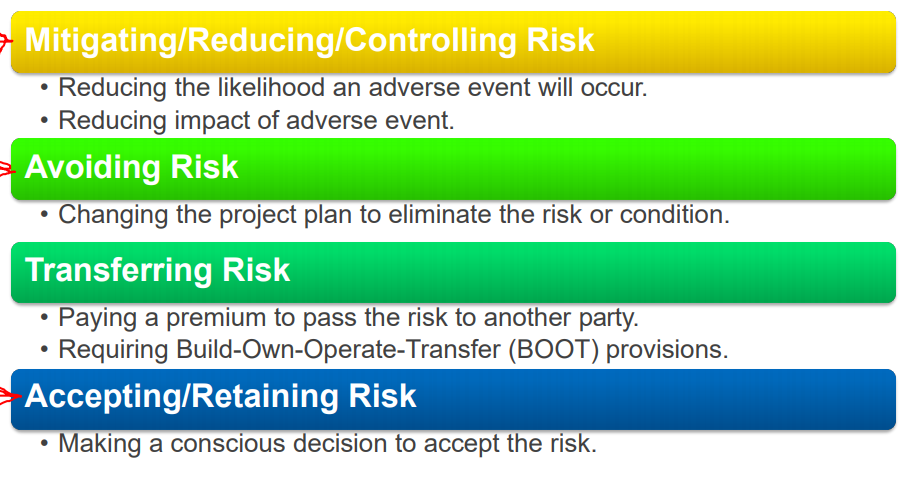 Mitigating/Reducing/Controlling Risk
• Reducing the likelihood an adverse event will occur.
• Reducing impact of adverse event.
Avoiding Risk
• Changing the project plan to eliminate the risk or condition.
Transferring Risk
• Paying a premium to pass the risk to another party.
• Requiring Build-Own-Operate-Transfer (BOOT) provisions.
Accepting/Retaining Risk
• Making a conscious decision to accept the risk.